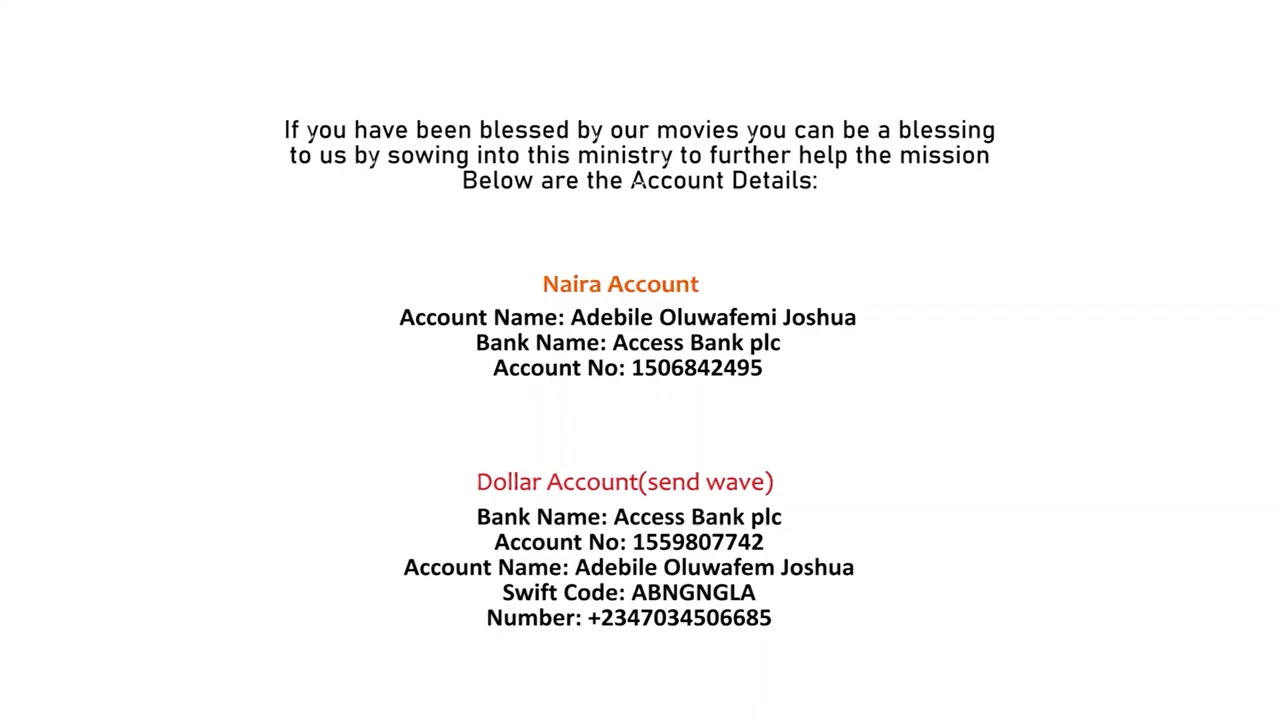 If you have been blessed by our movies you can be a blessing
to us by sowing into this ministry to further help the mission
Below are the Account Details:
Naira Account
Account Name: Adebile Oluwafemi Joshua
Bank Name: Access Bank plc
Account No: 1506842495
Dollar Account(send wave)
Bank Name: Access Bank plc
Account No: 1559807742
Account Name: Adebile Oluwafem Joshua
Swift Code: ABNGNGLA
Number: +2347034506685